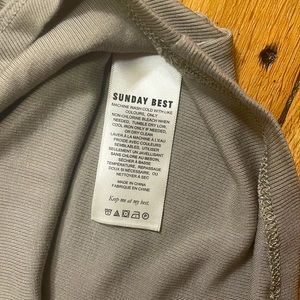 SUNDAY BEST
MACHINE WASH COLD WITH LIKE
COLOURS, ONLY
NON-CHLORINE BLEACH WHEN
NEEDED, TUMBLE DRY LOW,
COOL IRON ONLY IF NEEDED
OR DRY CLEAN
LAVER À LA MACHINE À L'EAU
FROIDE AVEC COULEURS
SEMBLABLES, UTILISER
SEULEMENT UN JAVELLISANT
SANS CHLORE AU BESOIN,
SÉCHER À BASSE
TEMPÉRATURE, REPASSAGE
DOUX SI NÉCESSAIRE, OU
NETTOYER À SEC
MADE IN CHINA
FABRIQUÉ EN CHINE
Keep me at my best.